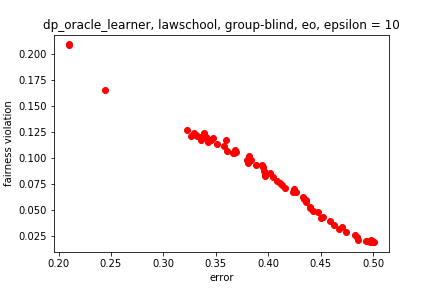 dp_oracle_learner, lawschool, group-blind, eo, epsilon = 10
fairness violation
0.200
0.175
0.150
0.125
0.100
0.075
0.050
0.025
0.20 0.25 0.30 0.35 0.40 0.45 0.50
error